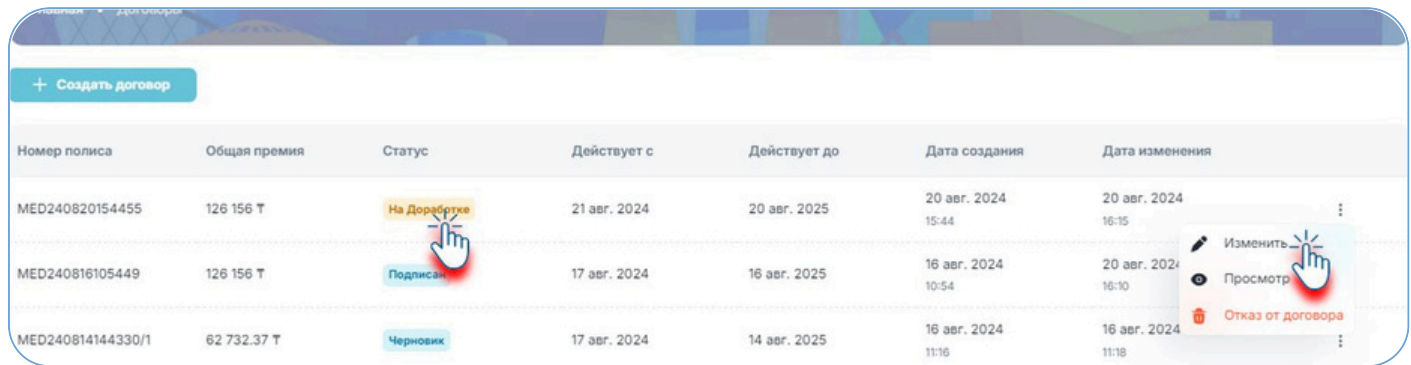 Главная • Договоры
+ Создать договор
Номер полиса Общая премия Статус Действует с Действует до Дата создания Дата изменения
MED240820154455 126 156 ₸ На Доработке 21 авг. 2024 20 авг. 2025 20 авг. 2024 20 авг. 2024
15:44 16:15
Изменить
MED240816105449 126 156 ₸ Подписан 17 авг. 2024 16 авг. 2025 16 авг. 2024 20 авг. 2024 Просмотр
10:54 16:10
Отказ от договора
MED240814144330/1 62 732.37 ₸ Черновик 17 авг. 2024 14 авг. 2025 16 авг. 2024 16 авг. 2024
11:16 11:18